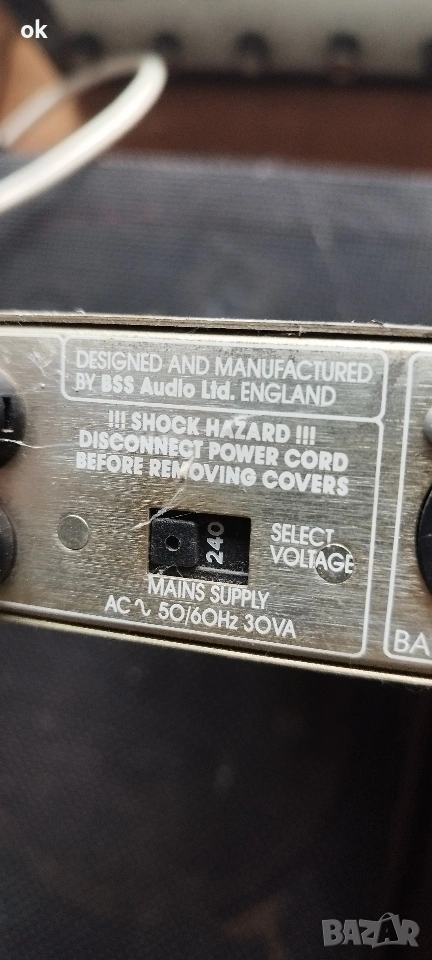 ok
DESIGNED AND MANUFACTURED
BY BSS Audio Ltd. ENGLAND
!!! SHOCK HAZARD !!!
DISCONNECT POWER CORD
BEFORE REMOVING COVERS
240
SELECT
VOLTAGE
MAINS SUPPLY
AC ∿ 50/60Hz 30VA
BA
BAZAR